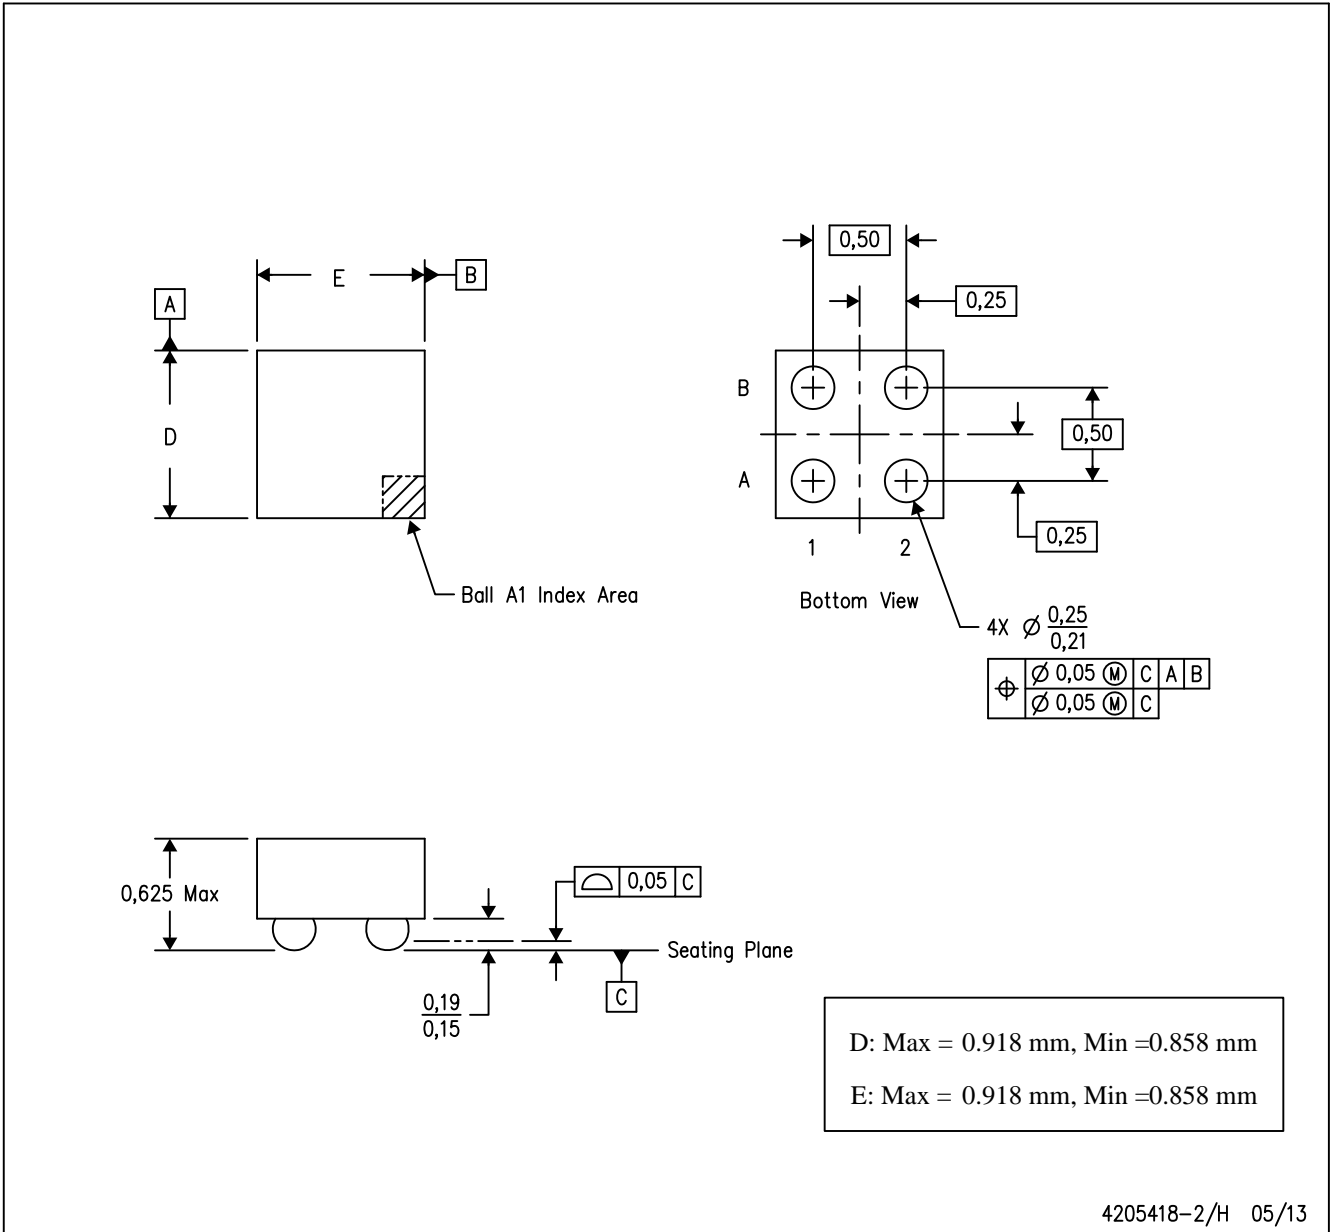 0,50
E
B
A
0,25
B
D
0,50
A
0,25
1 2
Ball A1 Index Area
Bottom View
4X Ø 0,25
0,21
Ø 0,05 Ⓜ C A B
Ø 0,05 Ⓜ C
0,625 Max
0,05 C
Seating Plane
C
0,19
0,15
D: Max = 0.918 mm, Min =0.858 mm
E: Max = 0.918 mm, Min =0.858 mm
4205418-2/H 05/13